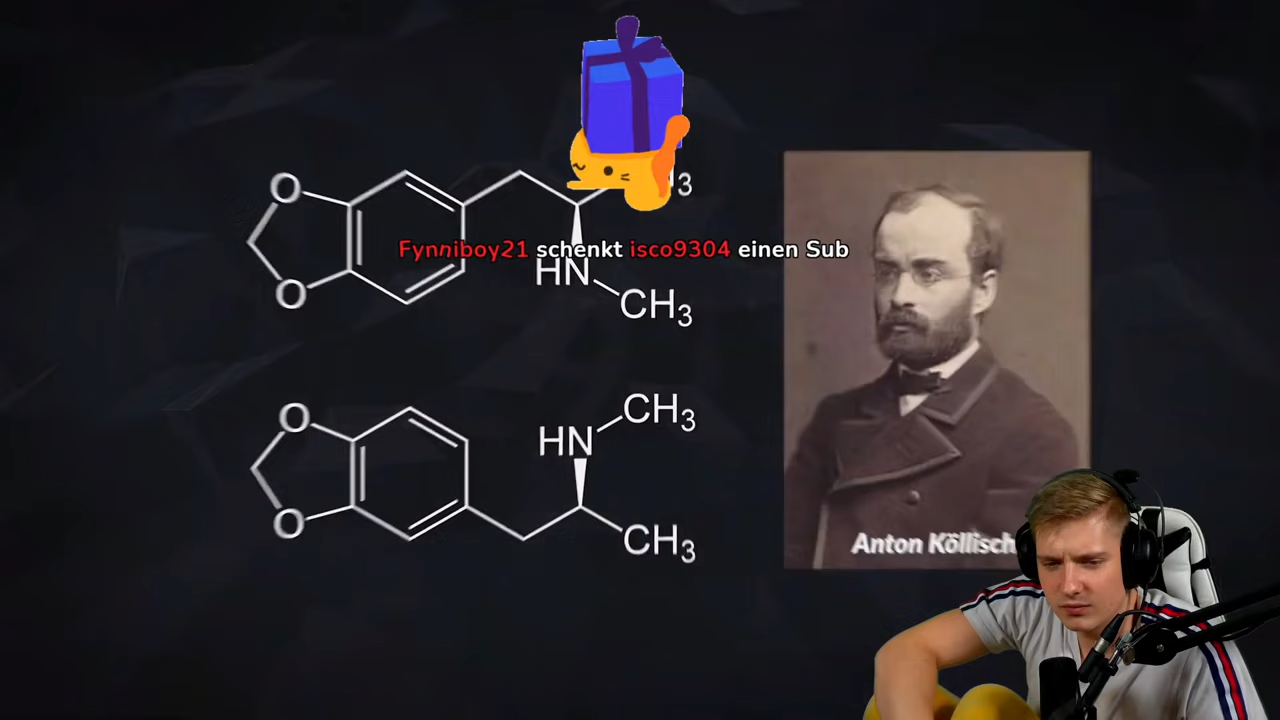 O
3
Fynniboy21 schenkt isco9304 einen Sub
HN
O
CH3
O
CH3
HN
O
CH3
Anton Köllisch